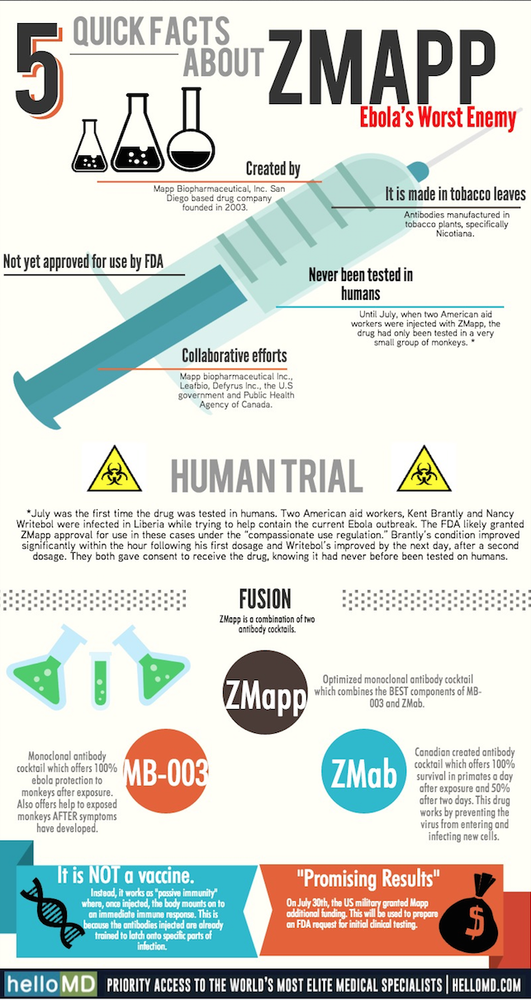 5 QUICK FACTS
ABOUT ZMAPP
Ebola's Worst Enemy
Created by
Mapp Biopharmaceutical, Inc. San
Diego based drug company
founded in 2003.
It is made in tobacco leaves
Antibodies manufactured in
tobacco plants, specifically
Nicotiana.
Not yet approved for use by FDA
Never been tested in
humans
Until July, when two American aid
workers were injected with ZMapp, the
drug had only been tested in a very
small group of monkeys. *
Collaborative efforts
Mapp biopharmaceutical Inc.,
Leafbio, Defyrus Inc., the U.S
government and Public Health
Agency of Canada.
HUMAN TRIAL
*July was the first time the drug was tested in humans. Two American aid workers, Kent Brantly and Nancy
Writebol were infected in Liberia while trying to help contain the current Ebola outbreak. The FDA likely granted
ZMapp approval for use in these cases under the "compassionate use regulation." Brantly's condition improved
significantly within the hour following his first dosage and Writebol's improved by the next day, after a second
dosage. They both gave consent to receive the drug, knowing it had never before been tested on humans.
FUSION
ZMapp is a combination of two
antibody cocktails.
ZMapp
Optimized monoclonal antibody cocktail
which combines the BEST components of MB-
003 and ZMab.
Monoclonal antibody
cocktail which offers 100%
ebola protection to
monkeys after exposure.
Also offers help to exposed
monkeys AFTER symptoms
have developed.
MB-003
ZMab
Canadian created antibody
cocktail which offers 100%
survival in primates a day
after exposure and 50%
after two days. This drug
works by preventing the
virus from entering and
infecting new cells.
It is NOT a vaccine.
Instead, it works as "passive immunity"
where, once injected, the body mounts on to
an immediate immune response. This is
because the antibodies injected are already
trained to latch onto specific parts of
infection.
"Promising Results"
On July 30th, the US military granted Mapp
additional funding. This will be used to prepare
an FDA request for initial clinical testing.
$
helloMD PRIORITY ACCESS TO THE WORLD'S MOST ELITE MEDICAL SPECIALISTS | HELLOMD.COM